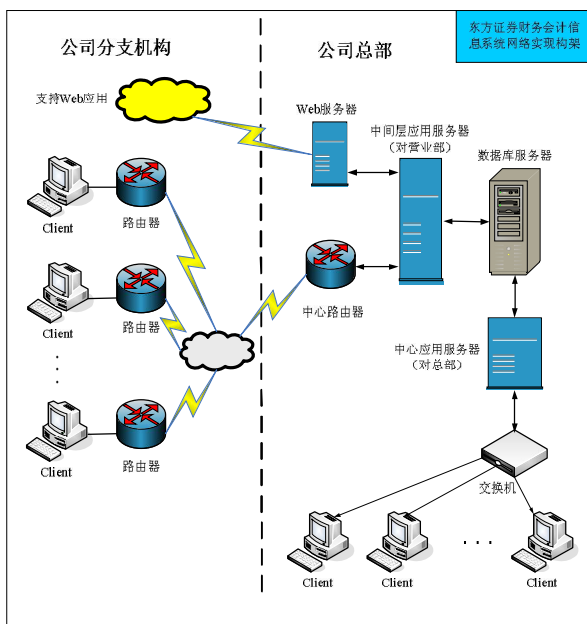 东方证券财务会计信
息系统网络实现构架
公司分支机构
公司总部
支持Web应用
Web服务器
中间层应用服务器
(对营业部)
数据库服务器
Client
路由器
Client
路由器
中心路由器
中心应用服务器
(对总部)
· · ·
Client
路由器
交换机
· · ·
Client
Client
Client